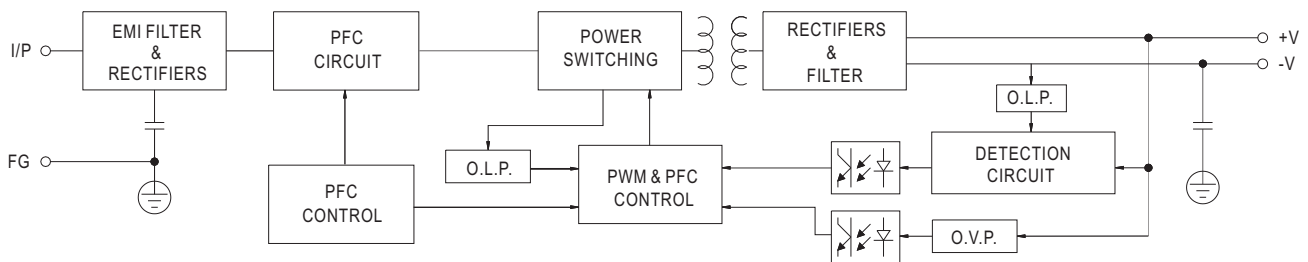 I/P
EMI FILTER
&
RECTIFIERS
PFC
CIRCUIT
POWER
SWITCHING
RECTIFIERS
&
FILTER
+V
-V
O.L.P.
FG
O.L.P.
PFC
CONTROL
PWM & PFC
CONTROL
DETECTION
CIRCUIT
O.V.P.